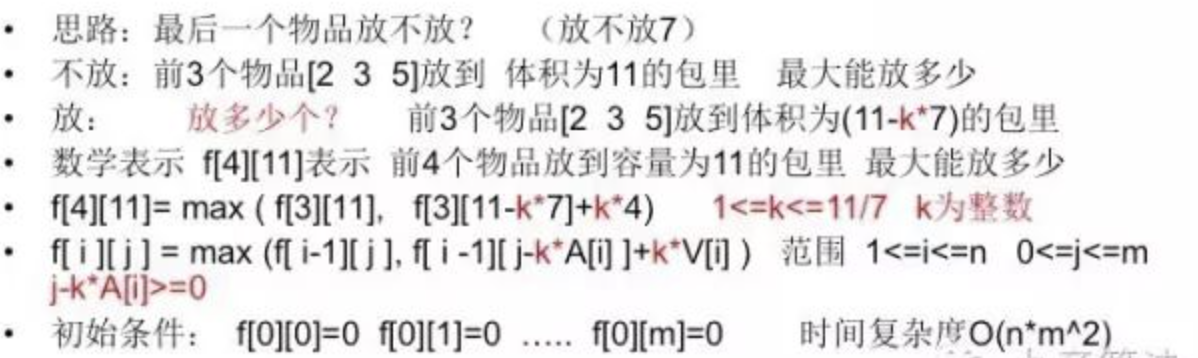 • 思路：最后一个物品放不放？ （放不放7）
• 不放：前3个物品[2 3 5]放到 体积为11的包里 最大能放多少
• 放： 放多少个？ 前3个物品[2 3 5]放到体积为(11-k*7)的包里
• 数学表示 f[4][11]表示 前4个物品放到容量为11的包里 最大能放多少
• f[4][11]= max ( f[3][11], f[3][11-k*7]+k*4) 1<=k<=11/7 k为整数
• f[ i ][ j ] = max (f[ i-1][ j ], f[ i -1][ j-k*A[i] ]+k*V[i] ) 范围 1<=i<=n 0<=j<=m
j-k*A[i]>=0
• 初始条件： f[0][0]=0 f[0][1]=0 ….. f[0][m]=0 时间复杂度O(n*m^2)